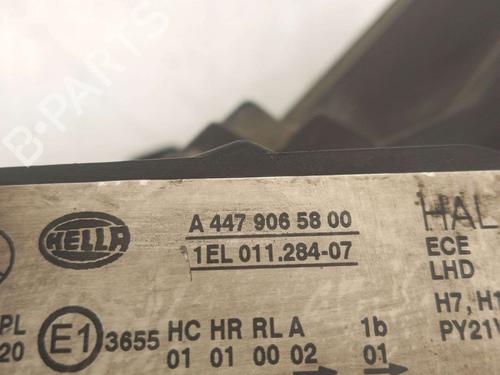 B-PARTS
HELLA
A 447 906 58 00
1EL 011.284-07
HAL
ECE
LHD
H7, H1
PY21
PL
20
E1 3655
HC HR RL A 1b
01 01 00 02 01